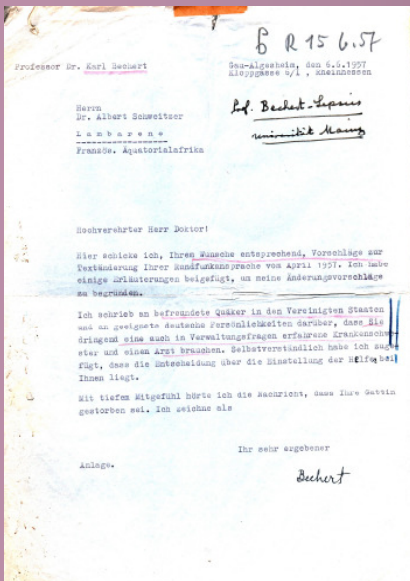 6 R 15 6.57
Professor Dr. Karl Bechert
Gau-Algesheim, den 6.6.1957
Kloppgasse 6/1, Rheinhessen
Prof. Bechert-Lepsius
Universität Mainz
Herrn
Dr. Albert Schweitzer
Lambarene
Französ. Äquatorialafrika
Hochverehrter Herr Doktor!
Hier schicke ich, Ihrem Wunsche entsprechend, Vorschläge zur
Textänderung Ihrer Rundfunkansprache vom April 1957. Ich habe
einige Erläuterungen beigefügt, um meine Änderungsvorschläge
zu begründen.
Ich schrieb an befreundete Quäker in den Vereinigten Staaten
und an geeignete deutsche Persönlichkeiten darüber, dass Sie
dringend eine auch in Verwaltungsfragen erfahrene Krankenschwe-
ster und einen Arzt brauchen. Selbstverständlich habe ich
fügt, dass die Entscheidung über die Einstellung der Hilfe bei
Ihnen liegt.
Mit tiefem Mitgefühl hörte ich die Nachricht, dass Ihre Gattin
gestorben sei. Ich zeichne als
Ihr sehr ergebener
Anlage.
Bechert